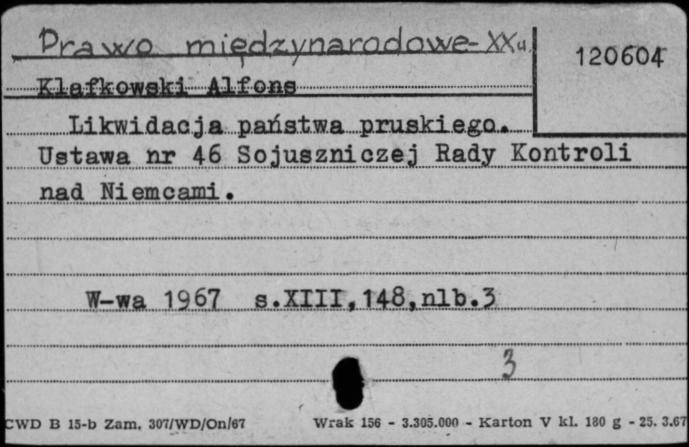 Prawo międzynarodowe-XXw.
120604
Klafkowski Alfons
Likwidacja państwa pruskiego.
Ustawa nr 46 Sojuszniczej Rady Kontroli
nad Niemcami.
W-wa 1967 s.XIII,148,nlb.3
3
CWD B 15-b Zam. 307/WD/On/67 Wrak 156 - 3.305.000 - Karton V kl. 180 g - 25. 3.67